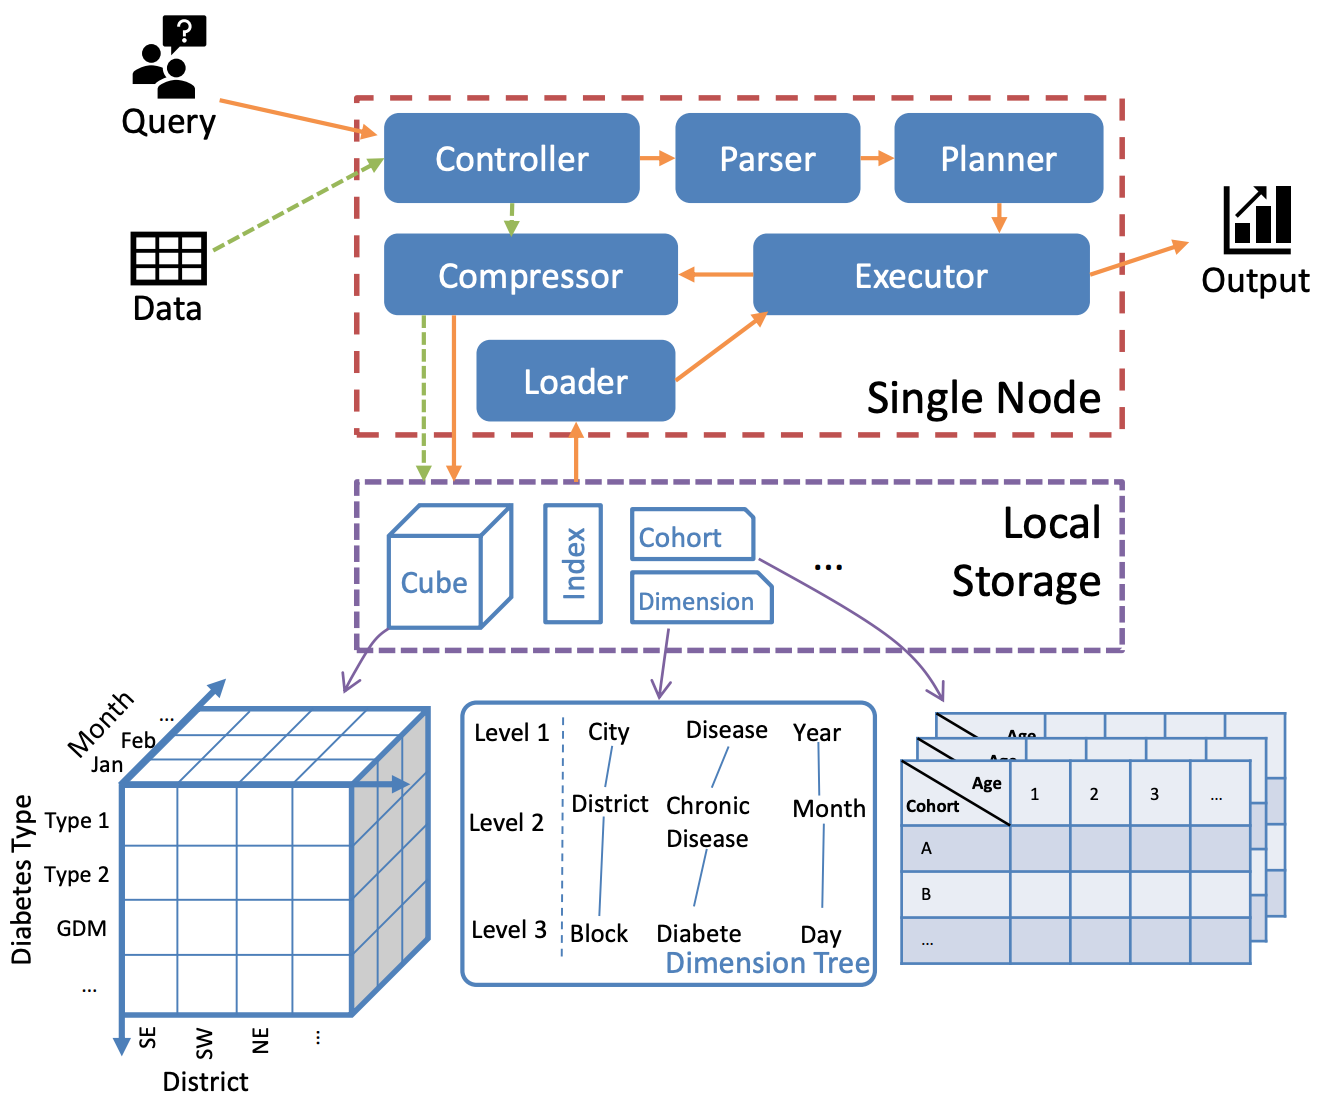 ?
Query
Data
Controller
Parser
Planner
Compressor
Executor
Loader
Single Node
Output
Local
Storage
Cube
Index
Cohort
Dimension
...
Month
...
Feb
Jan
Diabetes Type
Type 1
Type 2
GDM
...
SE
SW
NE
...
District
Level 1
City
Disease
Year
Level 2
District
Chronic
Disease
Month
Level 3
Block
Diabete
Day
Dimension Tree
Age
Age
Age
Cohort
1
2
3
...
A
B
...